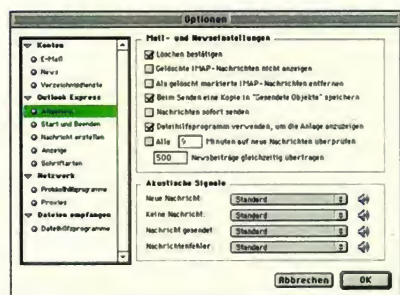 Optionen
Konten
E-Mail
News
Verzeichnisdienste
Outlook Express
Allgemein
Start und Beenden
Nachricht erstellen
Anzeige
Schriftarten
Netzwerk
Protokollhilfsprogramme
Proxies
Dateien empfangen
Dateihilfsprogramme
Mail- und Newseinstellungen
Löschen bestätigen
Gelöschte IMAP-Nachrichten nicht anzeigen
Als gelöscht markierte IMAP-Nachrichten entfernen
Beim Senden eine Kopie in "Gesendete Objekte" speichern
Nachrichten sofort senden
Dateihilfsprogramm verwenden, um die Anlage anzuzeigen
Alle 9 Minuten auf neue Nachrichten überprüfen
500 Newsbeiträge gleichzeitig übertragen
Akustische Signale
Neue Nachricht: Standard
Keine Nachricht: Standard
Nachricht gesendet: Standard
Nachrichtenfehler: Standard
Abbrechen OK